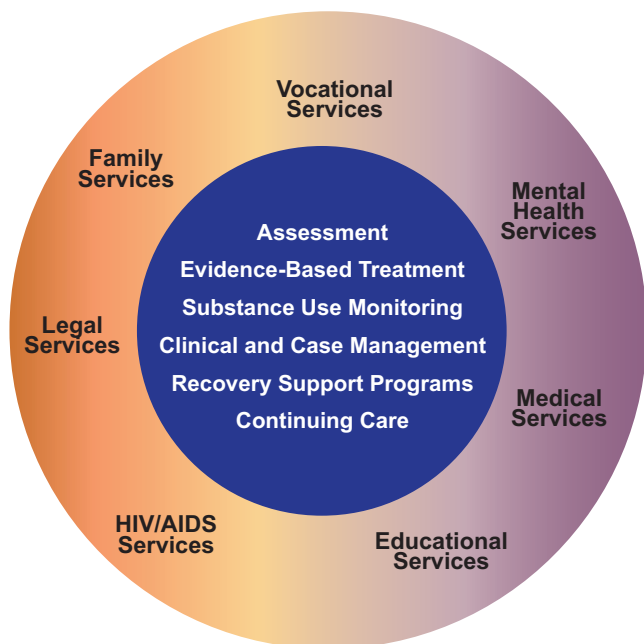 Vocational
Services
Mental
Health
Services
Medical
Services
Educational
Services
HIV/AIDS
Services
Legal
Services
Family
Services
Assessment
Evidence-Based Treatment
Substance Use Monitoring
Clinical and Case Management
Recovery Support Programs
Continuing Care